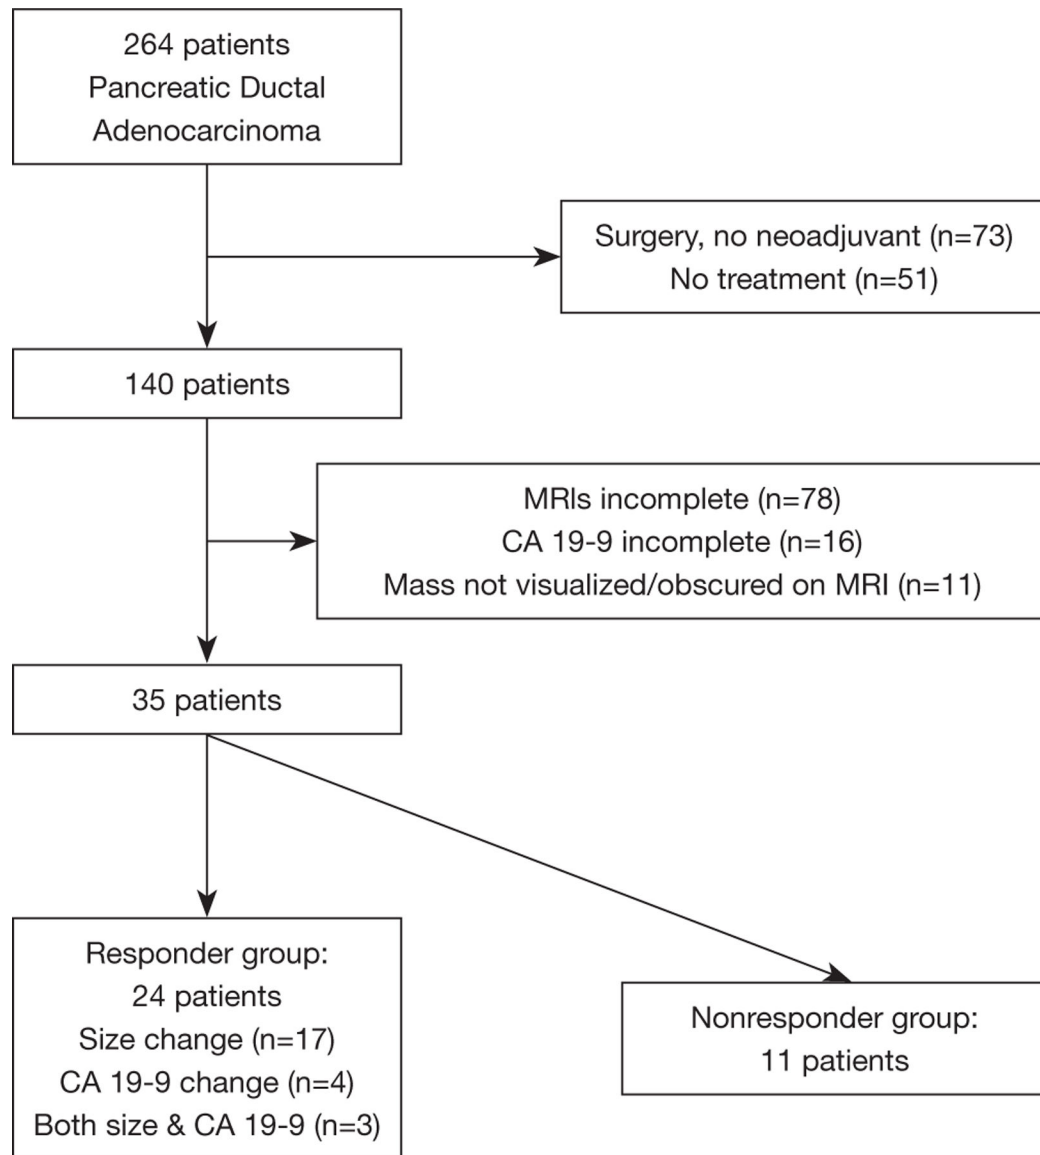 264 patients
Pancreatic Ductal
Adenocarcinoma
Surgery, no neoadjuvant (n=73)
No treatment (n=51)
140 patients
MRIs incomplete (n=78)
CA 19-9 incomplete (n=16)
Mass not visualized/obscured on MRI (n=11)
35 patients
Responder group:
24 patients
Size change (n=17)
CA 19-9 change (n=4)
Both size & CA 19-9 (n=3)
Nonresponder group:
11 patients